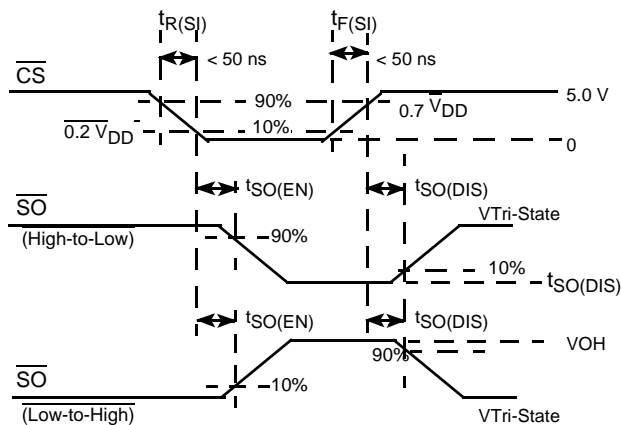 tR(SI) tF(SI)
< 50 ns < 50 ns
CS
90% 5.0 V
0.2 VDD 10% 0.7 VDD
0
tSO(EN) tSO(DIS)
SO VTri-State
(High-to-Low) 90%
10%
tSO(DIS)
tSO(EN) tSO(DIS)
VOH
90%
SO 10%
(Low-to-High) VTri-State